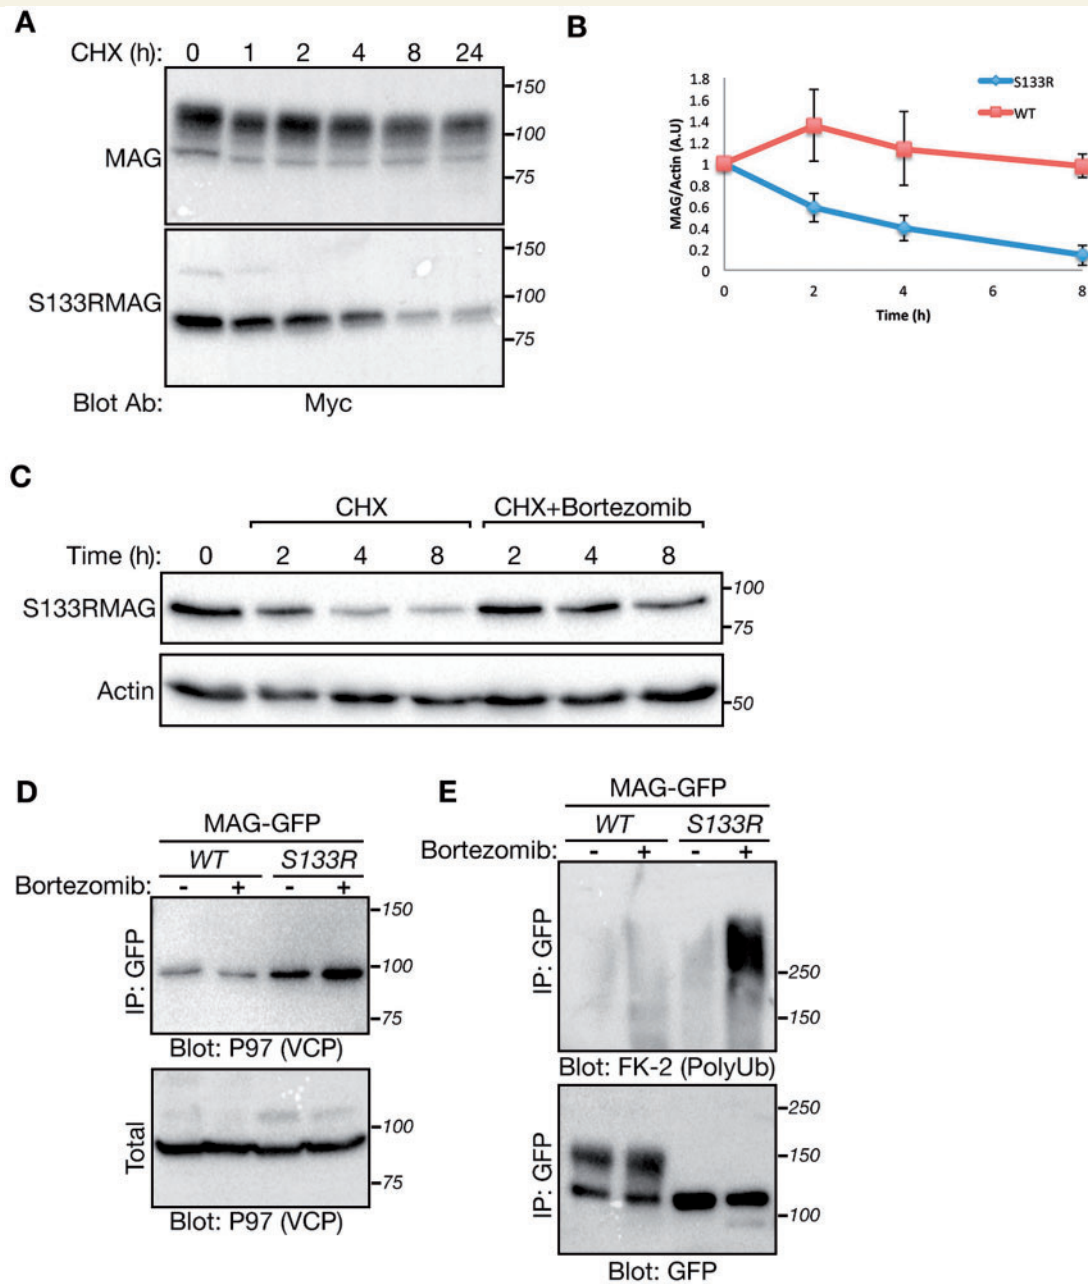 A
CHX (h): 0 1 2 4 8 24
MAG
150
100
75
S133RMAG
150
100
75
Blot Ab: Myc
B
MAG/Actin (A.U)
1.8
1.6
1.4
1.2
1
0.8
0.6
0.4
0.2
0
0 2 4 6 8
Time (h)
S133R
WT
C
CHX CHX+Bortezomib
Time (h): 0 2 4 8 2 4 8
S133RMAG
100
75
Actin
50
D
MAG-GFP
WT S133R
Bortezomib: - + - +
IP: GFP
150
100
75
Blot: P97 (VCP)
Total
100
75
Blot: P97 (VCP)
E
MAG-GFP
WT S133R
Bortezomib: - + - +
IP: GFP
250
150
Blot: FK-2 (PolyUb)
IP: GFP
250
150
100
Blot: GFP